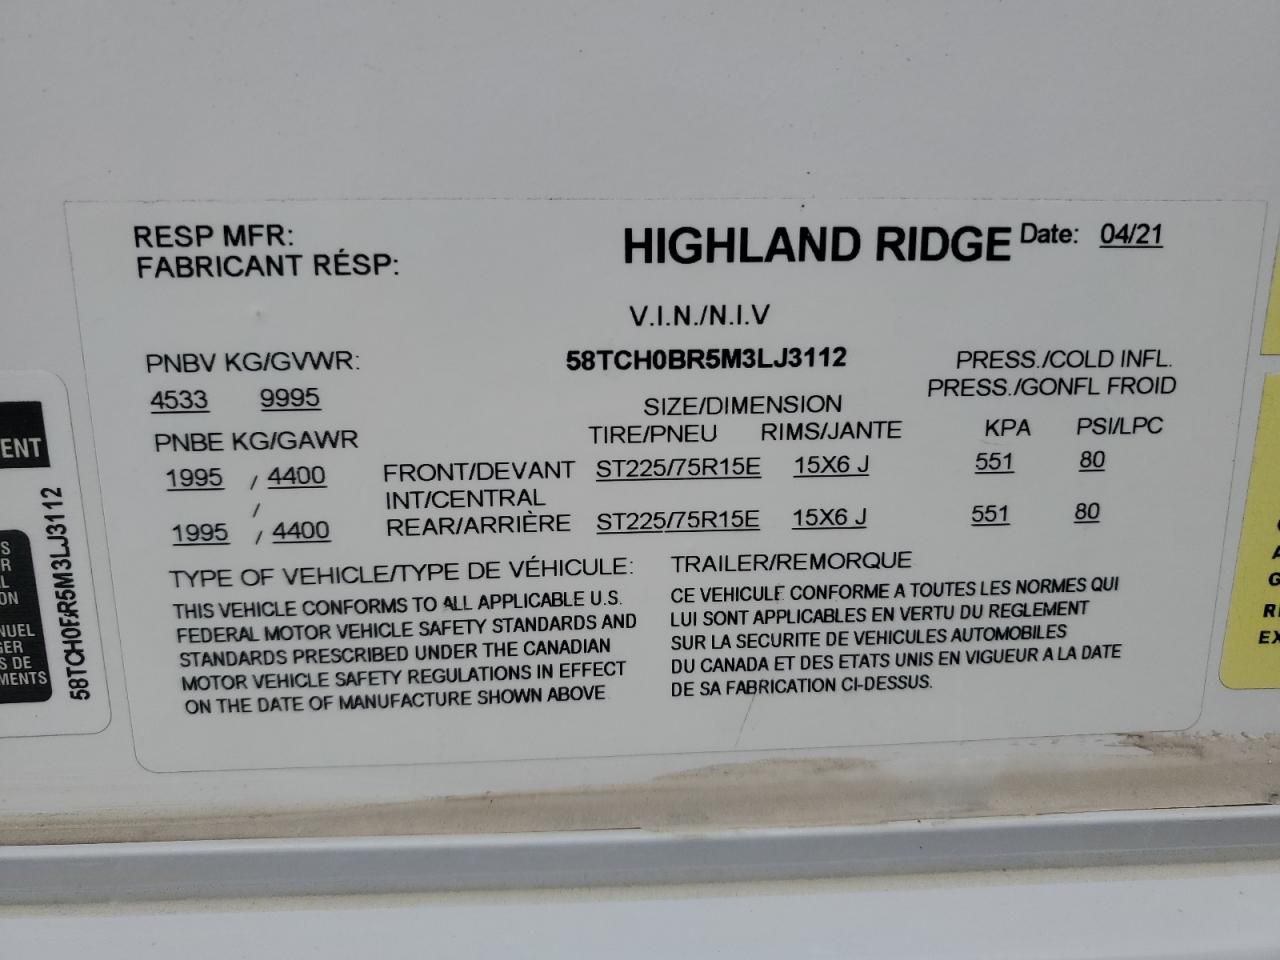 RESP MFR: HIGHLAND RIDGE Date: 04/21
FABRICANT RÉSP:
V.I.N./N.I.V
PNBV KG/GVWR: 58TCH0BR5M3LJ3112 PRESS./COLD INFL.
4533 9995 PRESS./GONFL FROID
SIZE/DIMENSION
PNBE KG/GAWR TIRE/PNEU RIMS/JANTE KPA PSI/LPC
1995 / 4400 FRONT/DEVANT ST225/75R15E 15X6 J 551 80
/ INT/CENTRAL
1995 / 4400 REAR/ARRIÈRE ST225/75R15E 15X6 J 551 80
TYPE OF VEHICLE/TYPE DE VÉHICULE: TRAILER/REMORQUE
THIS VEHICLE CONFORMS TO ALL APPLICABLE U.S.
FEDERAL MOTOR VEHICLE SAFETY STANDARDS AND
STANDARDS PRESCRIBED UNDER THE CANADIAN
MOTOR VEHICLE SAFETY REGULATIONS IN EFFECT
ON THE DATE OF MANUFACTURE SHOWN ABOVE
CE VEHICULE CONFORME A TOUTES LES NORMES QUI
LUI SONT APPLICABLES EN VERTU DU REGLEMENT
SUR LA SECURITE DE VEHICULES AUTOMOBILES
DU CANADA ET DES ETATS UNIS EN VIGUEUR A LA DATE
DE SA FABRICATION CI-DESSUS.